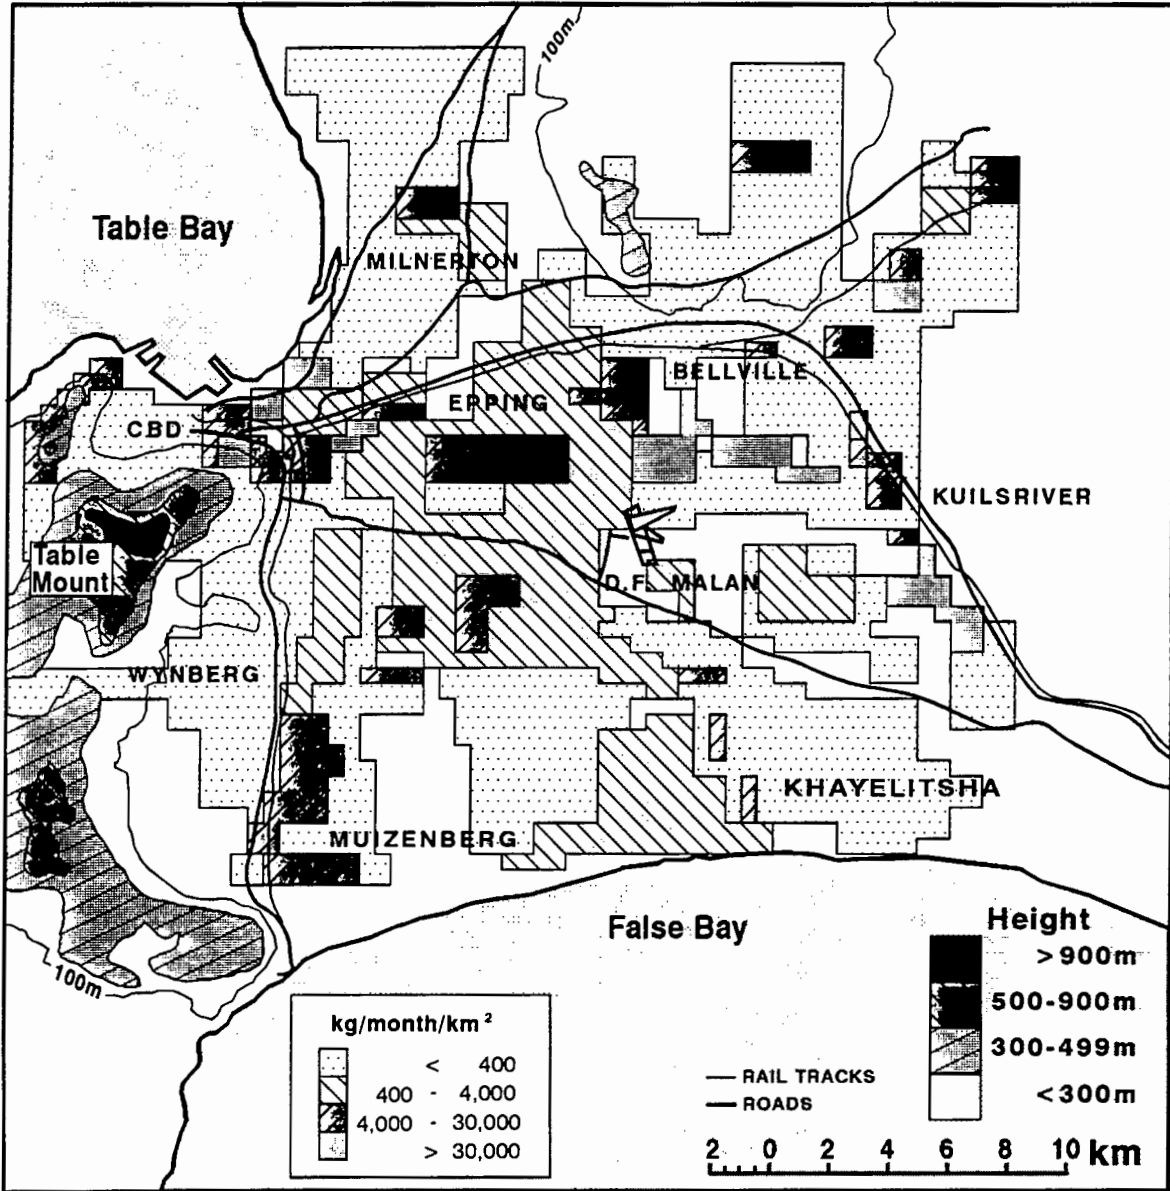 100m
Table Bay
MILNERTON
BELLVILLE
EPPING
CBD
KUILSRIVER
Table
Mount
D.F. MALAN
WYNBERG
KHAYELITSHA
MUIZENBERG
False Bay
100m
Height
>900m
500-900m
300-499m
<300m
kg/month/km²
< 400
400 - 4,000
4,000 - 30,000
> 30,000
RAIL TRACKS
ROADS
2 0 2 4 6 8 10 km